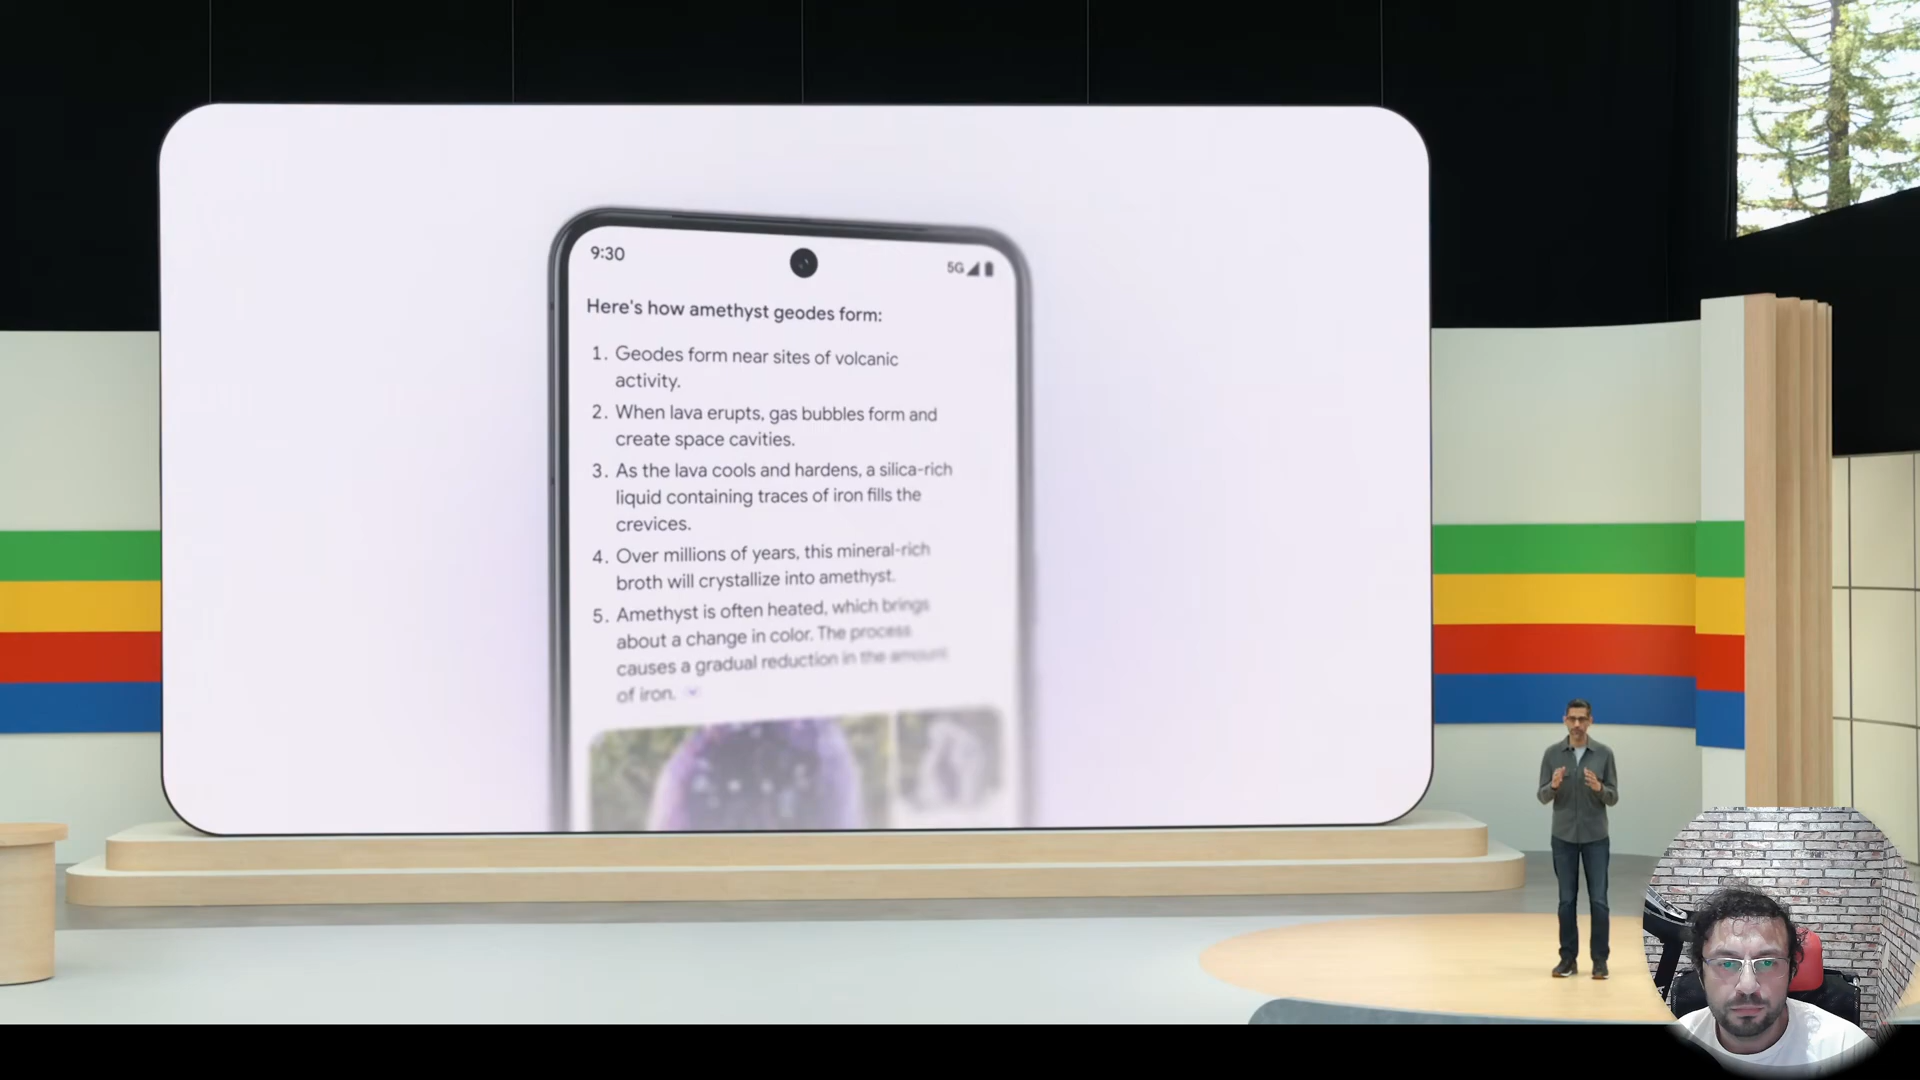 9:30
5G
Here's how amethyst geodes form:
1. Geodes form near sites of volcanic
activity.
2. When lava erupts, gas bubbles form and
create space cavities.
3. As the lava cools and hardens, a silica-rich
liquid containing traces of iron fills the
crevices.
4. Over millions of years, this mineral-rich
broth will crystallize into amethyst.
5. Amethyst is often heated, which brings
about a change in color. The process
causes a gradual reduction in the amount
of iron.